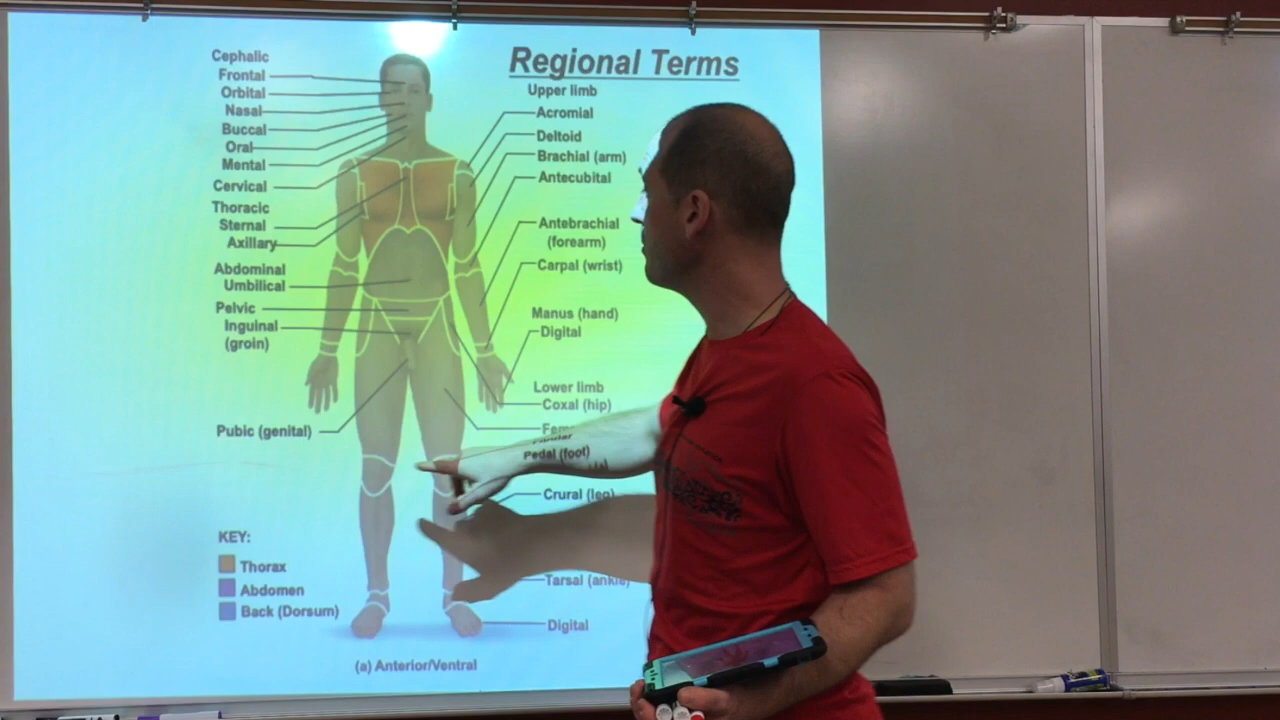 Regional Terms
Cephalic
Frontal
Orbital
Nasal
Buccal
Oral
Mental
Cervical
Thoracic
Sternal
Axillary
Abdominal
Umbilical
Pelvic
Inguinal
(groin)
Pubic (genital)
Upper limb
Acromial
Deltoid
Brachial (arm)
Antecubital
Antebrachial
(forearm)
Carpal (wrist)
Manus (hand)
Digital
Lower limb
Coxal (hip)
Pedal (foot)
Crural (leg)
Tarsal (ankle)
Digital
KEY:
Thorax
Abdomen
Back (Dorsum)
(a) Anterior/Ventral